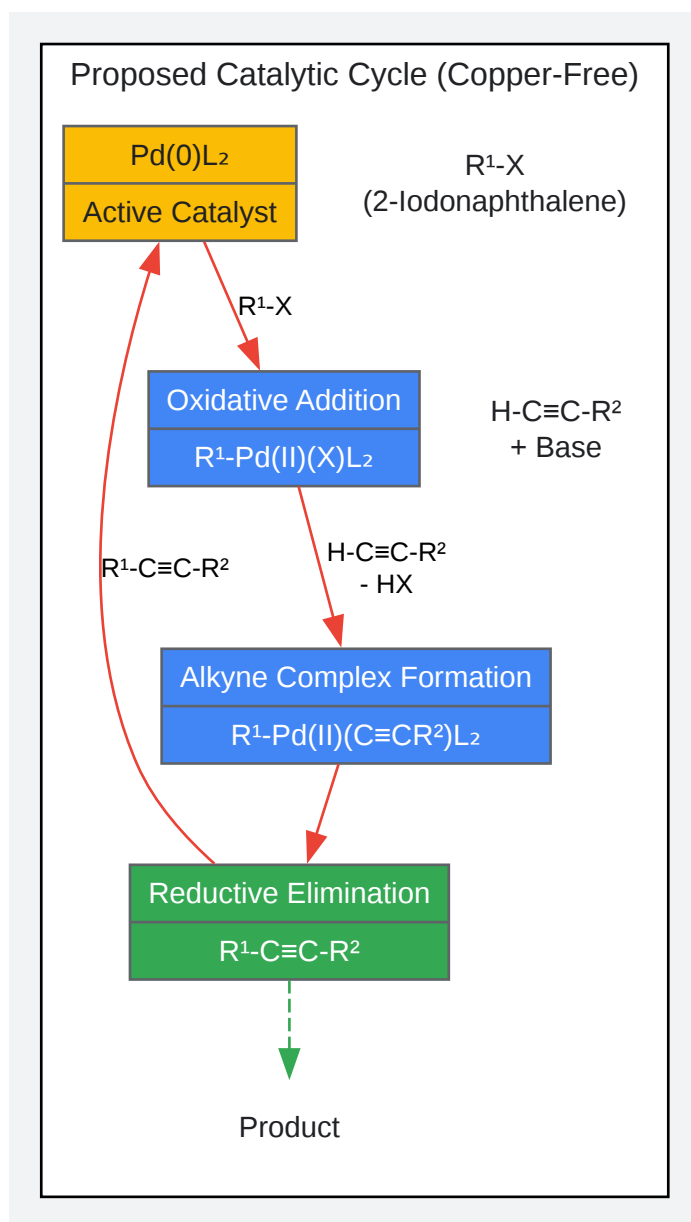 Proposed Catalytic Cycle (Copper-Free)
Pd(0)L₂
Active Catalyst
R¹-X
(2-Iodonaphthalene)
R¹-X
Oxidative Addition
R¹-Pd(II)(X)L₂
H-C≡C-R²
+ Base
R¹-C≡C-R²
H-C≡C-R²
- HX
Alkyne Complex Formation
R¹-Pd(II)(C≡CR²)L₂
Reductive Elimination
R¹-C≡C-R²
Product